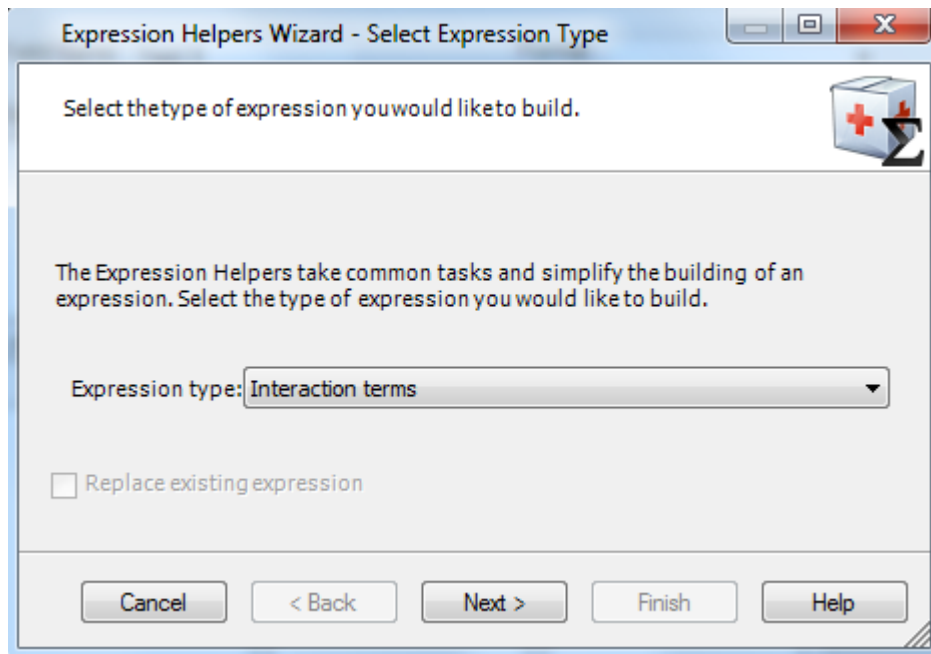 Expression Helpers Wizard - Select Expression Type
Select the type of expression you would like to build.
The Expression Helpers take common tasks and simplify the building of an
expression. Select the type of expression you would like to build.
Expression type: Interaction terms
Replace existing expression
Cancel < Back Next > Finish Help